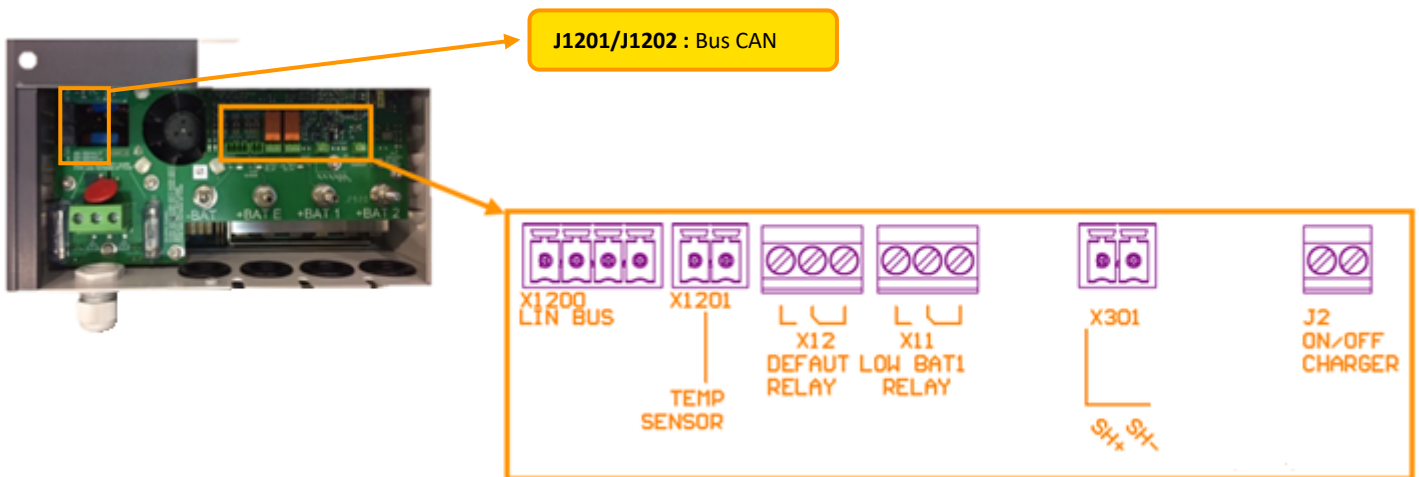 J1201/J1202 : Bus CAN
-BAT +BAT E +BAT 1 +BAT 2
X1200
LIN BUS
X1201
TEMP
SENSOR
X12
DEFAUT
RELAY
X11
LOW BAT1
RELAY
X301
SH+ SH-
J2
ON/OFF
CHARGER